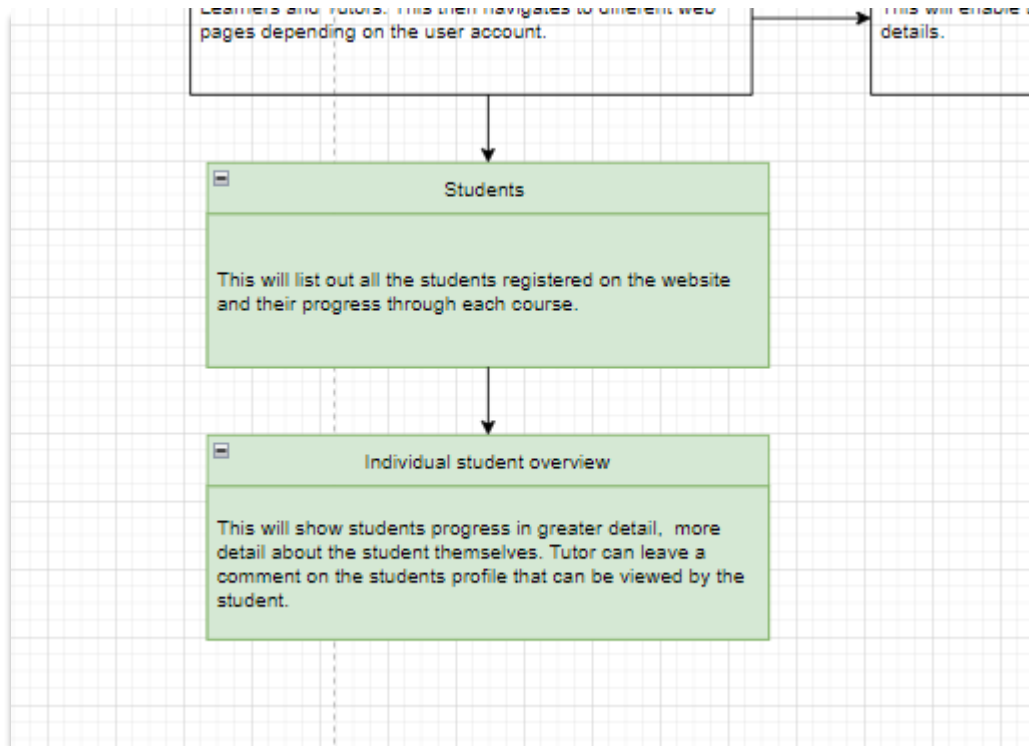 Learners and Tutors. This then navigates to different web
pages depending on the user account.
This will enable
details.
Students
This will list out all the students registered on the website
and their progress through each course.
Individual student overview
This will show students progress in greater detail,  more
detail about the student themselves. Tutor can leave a
comment on the students profile that can be viewed by the
student.